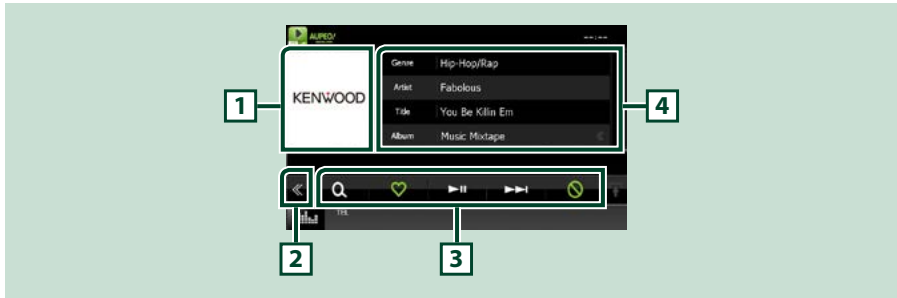 AUPEO!
--:--
KENWOOD
Genre Hip-Hop/Rap
Artist Fabolous
Title You Be Killin Em
Album Music Mixtape
TEL
1
2
3
4